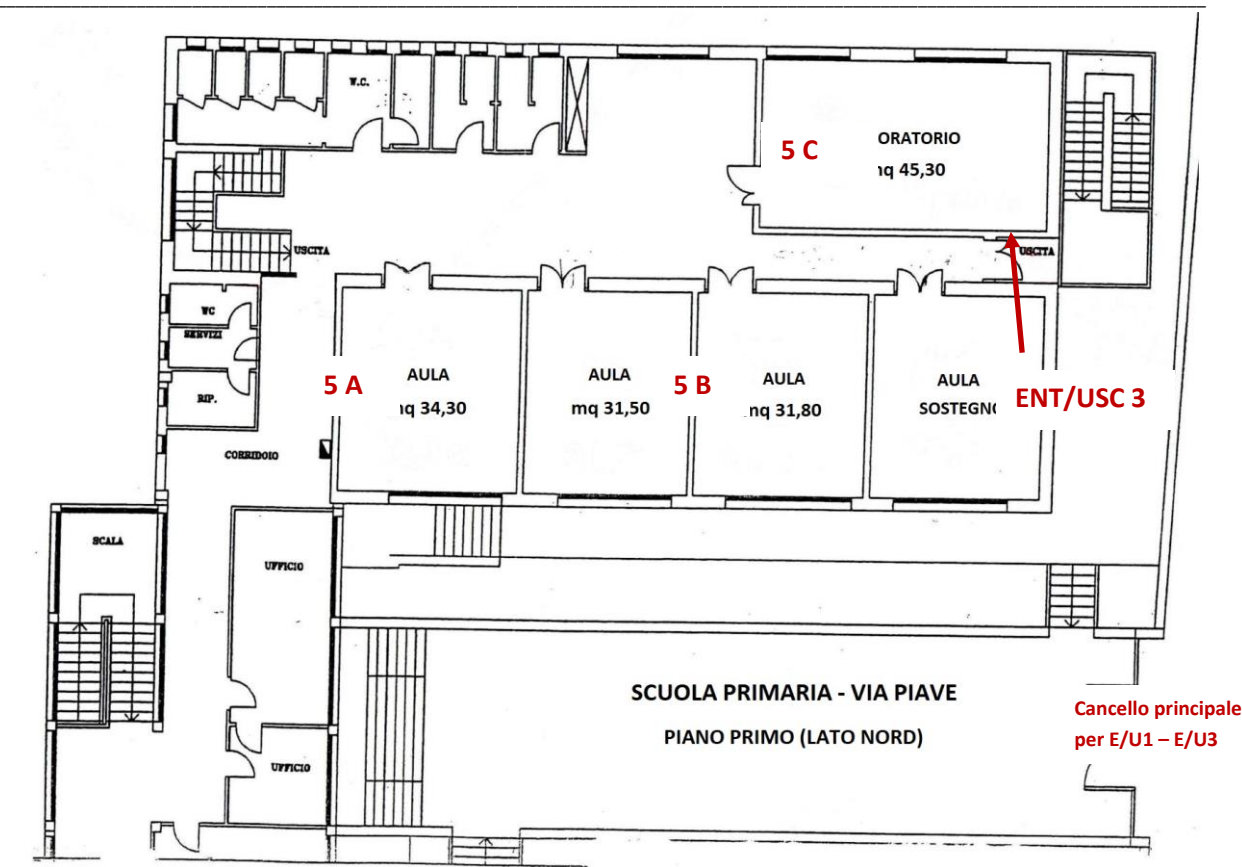 W.C.
5 C
ORATORIO
mq 45,30
USCITA
USCITA
WC
SERVIZI
RIP.
5 A
AULA
mq 34,30
AULA
mq 31,50
5 B
AULA
mq 31,80
AULA
SOSTEGNO
ENT/USC 3
CORRIDOIO
SCALA
UFFICIO
UFFICIO
SCUOLA PRIMARIA - VIA PIAVE
PIANO PRIMO (LATO NORD)
Cancello principale
per E/U1 – E/U3